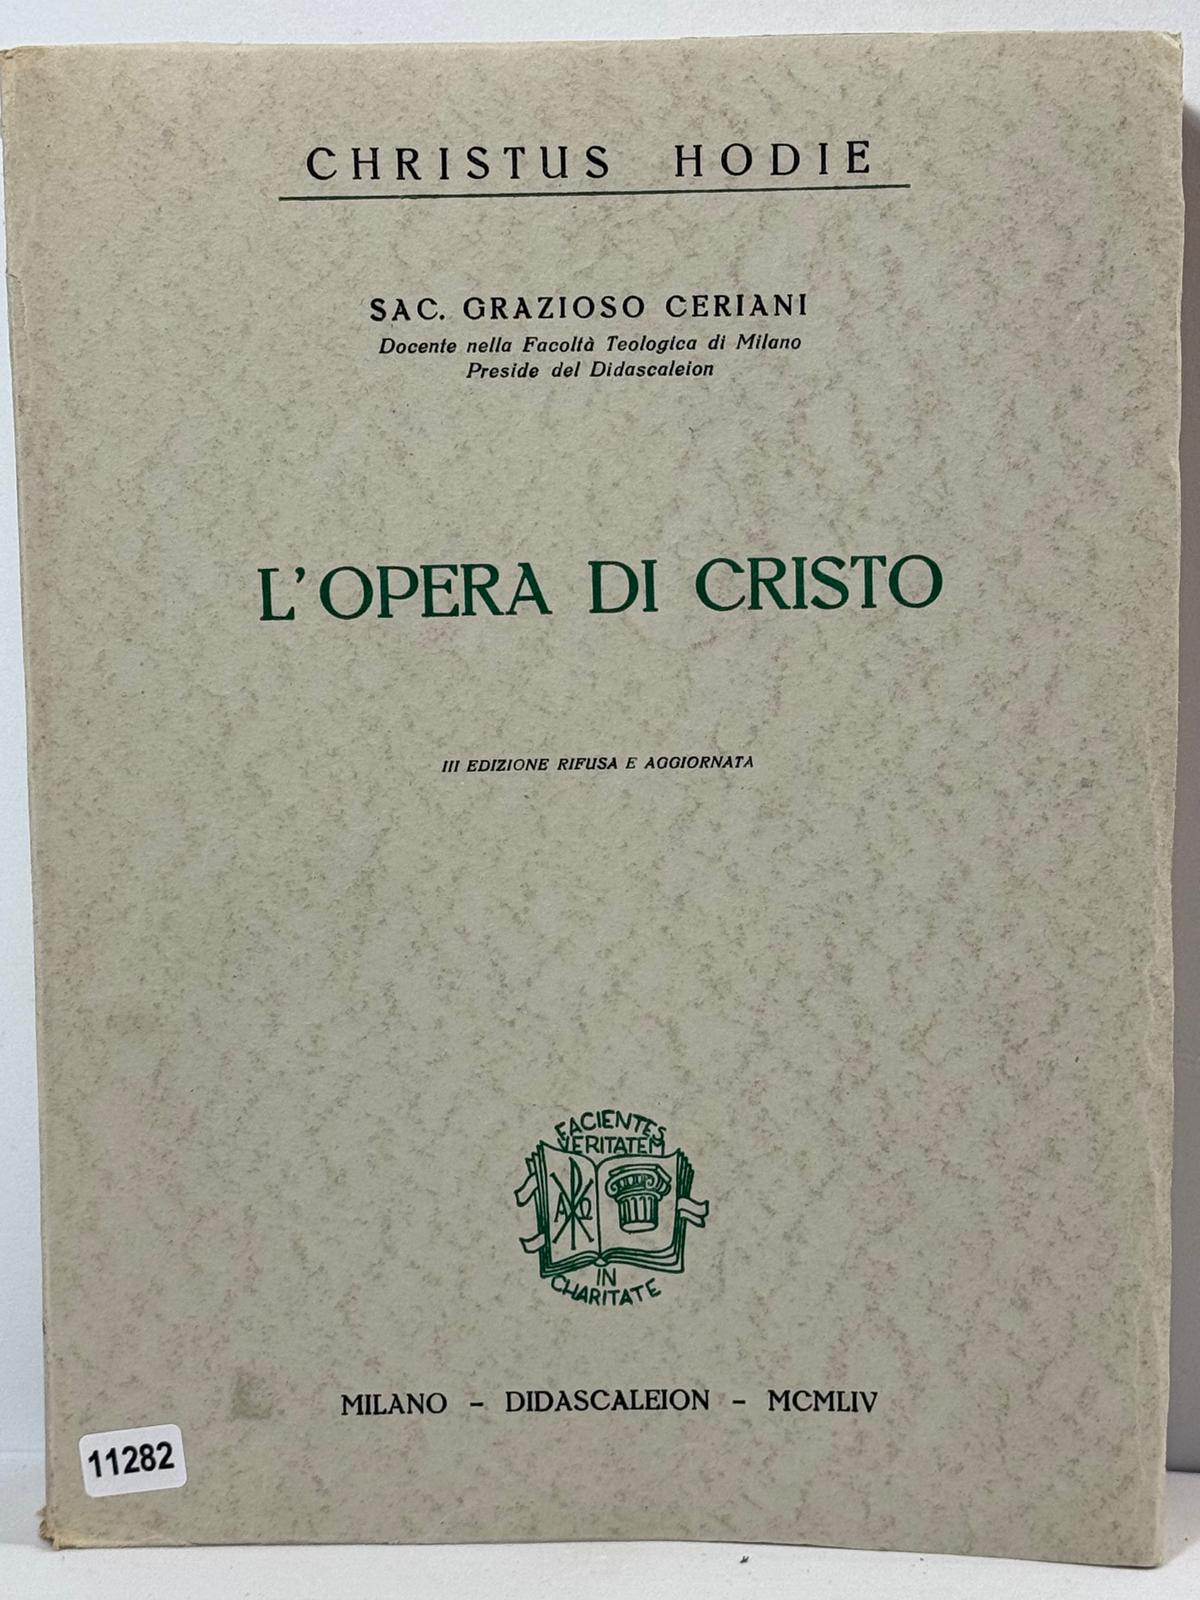 CHRISTUS HODIE
SAC. GRAZIOSO CERIANI
Docente nella Facoltà Teologica di Milano
Preside del Didascaleion
L'OPERA DI CRISTO
III EDIZIONE RIFUSA E AGGIORNATA
FACIENTES
VERITATEM
A Ω
IN
CHARITATE
MILANO - DIDASCALEION - MCMLIV
11282